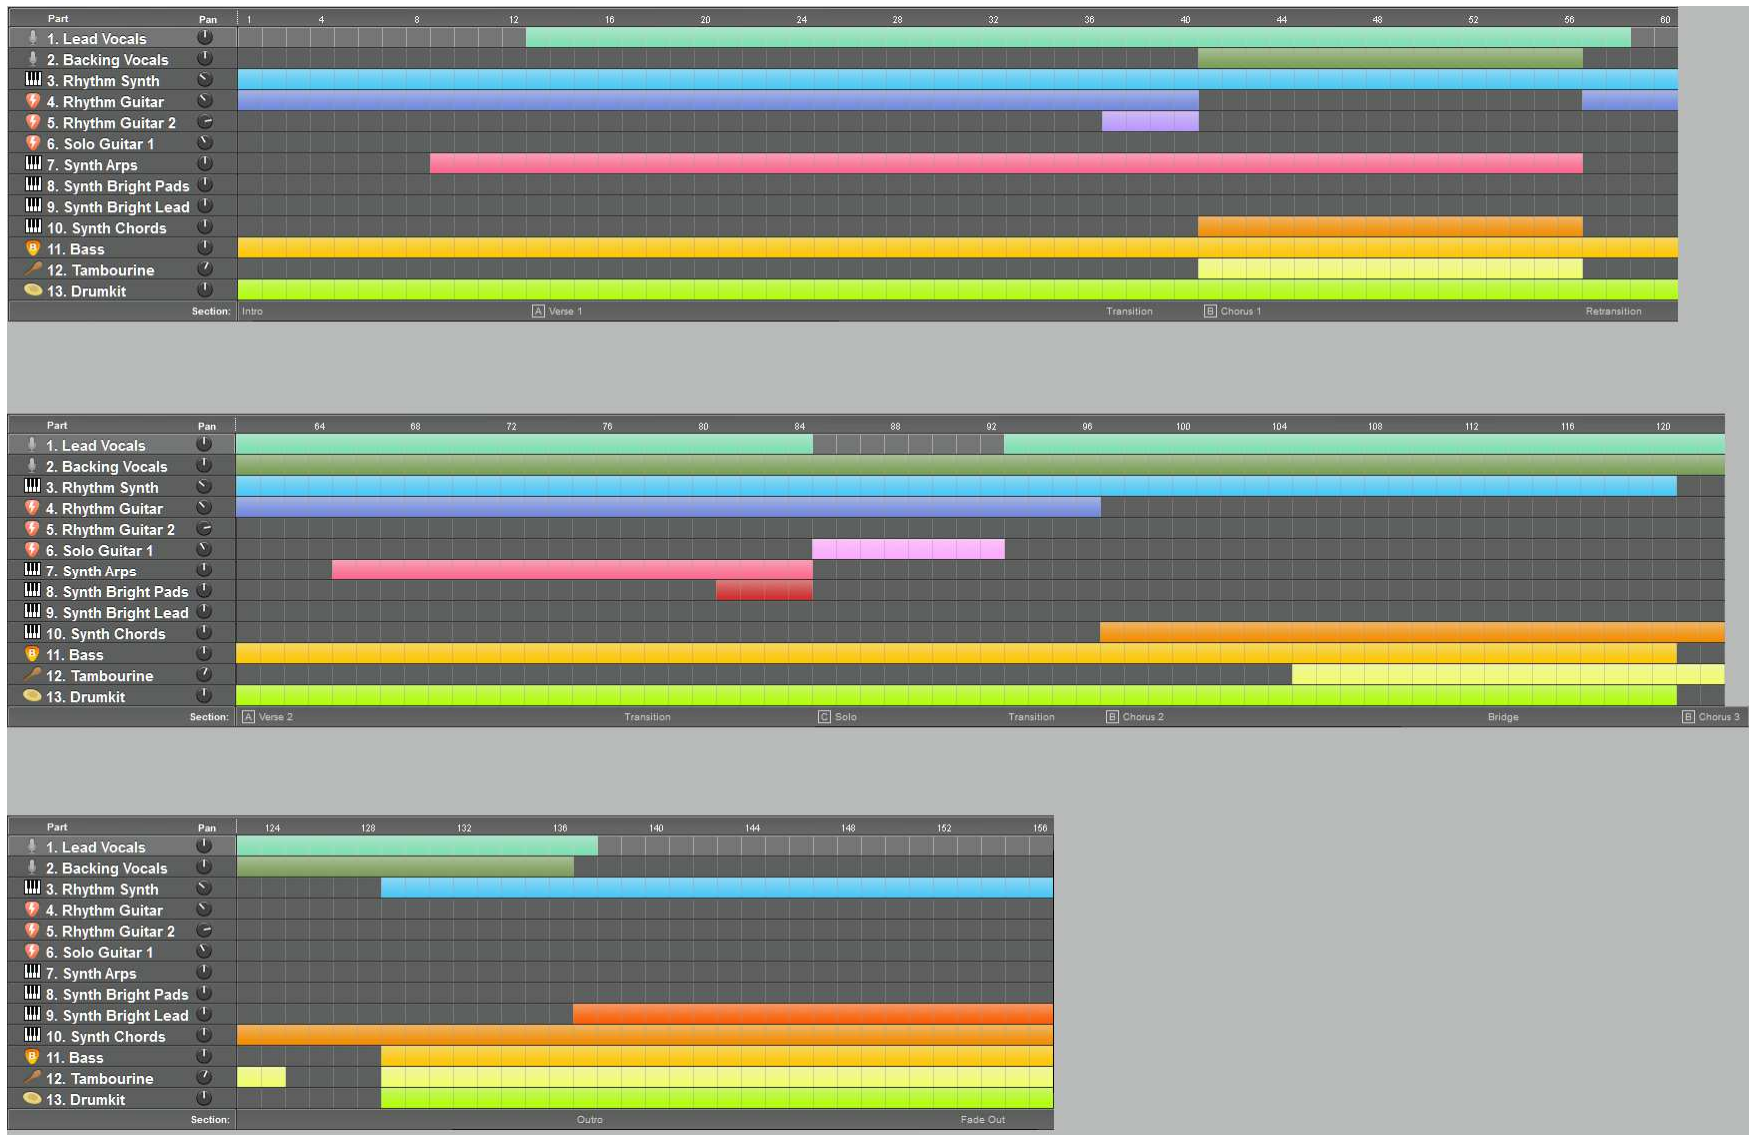 Part Pan 1 4 8 12 16 20 24 28 32 36 40 44 48 52 56 60
1. Lead Vocals
2. Backing Vocals
3. Rhythm Synth
4. Rhythm Guitar
5. Rhythm Guitar 2
6. Solo Guitar 1
7. Synth Arps
8. Synth Bright Pads
9. Synth Bright Lead
10. Synth Chords
B 11. Bass
12. Tambourine
13. Drumkit
Section: Intro A Verse 1 Transition B Chorus 1 Retransition
Part Pan 64 68 72 76 80 84 88 92 96 100 104 108 112 116 120
1. Lead Vocals
2. Backing Vocals
3. Rhythm Synth
4. Rhythm Guitar
5. Rhythm Guitar 2
6. Solo Guitar 1
7. Synth Arps
8. Synth Bright Pads
9. Synth Bright Lead
10. Synth Chords
B 11. Bass
12. Tambourine
13. Drumkit
Section: A Verse 2 Transition C Solo Transition B Chorus 2 Bridge B Chorus 3
Part Pan 124 128 132 136 140 144 148 152 156
1. Lead Vocals
2. Backing Vocals
3. Rhythm Synth
4. Rhythm Guitar
5. Rhythm Guitar 2
6. Solo Guitar 1
7. Synth Arps
8. Synth Bright Pads
9. Synth Bright Lead
10. Synth Chords
B 11. Bass
12. Tambourine
13. Drumkit
Section: Outro Fade Out